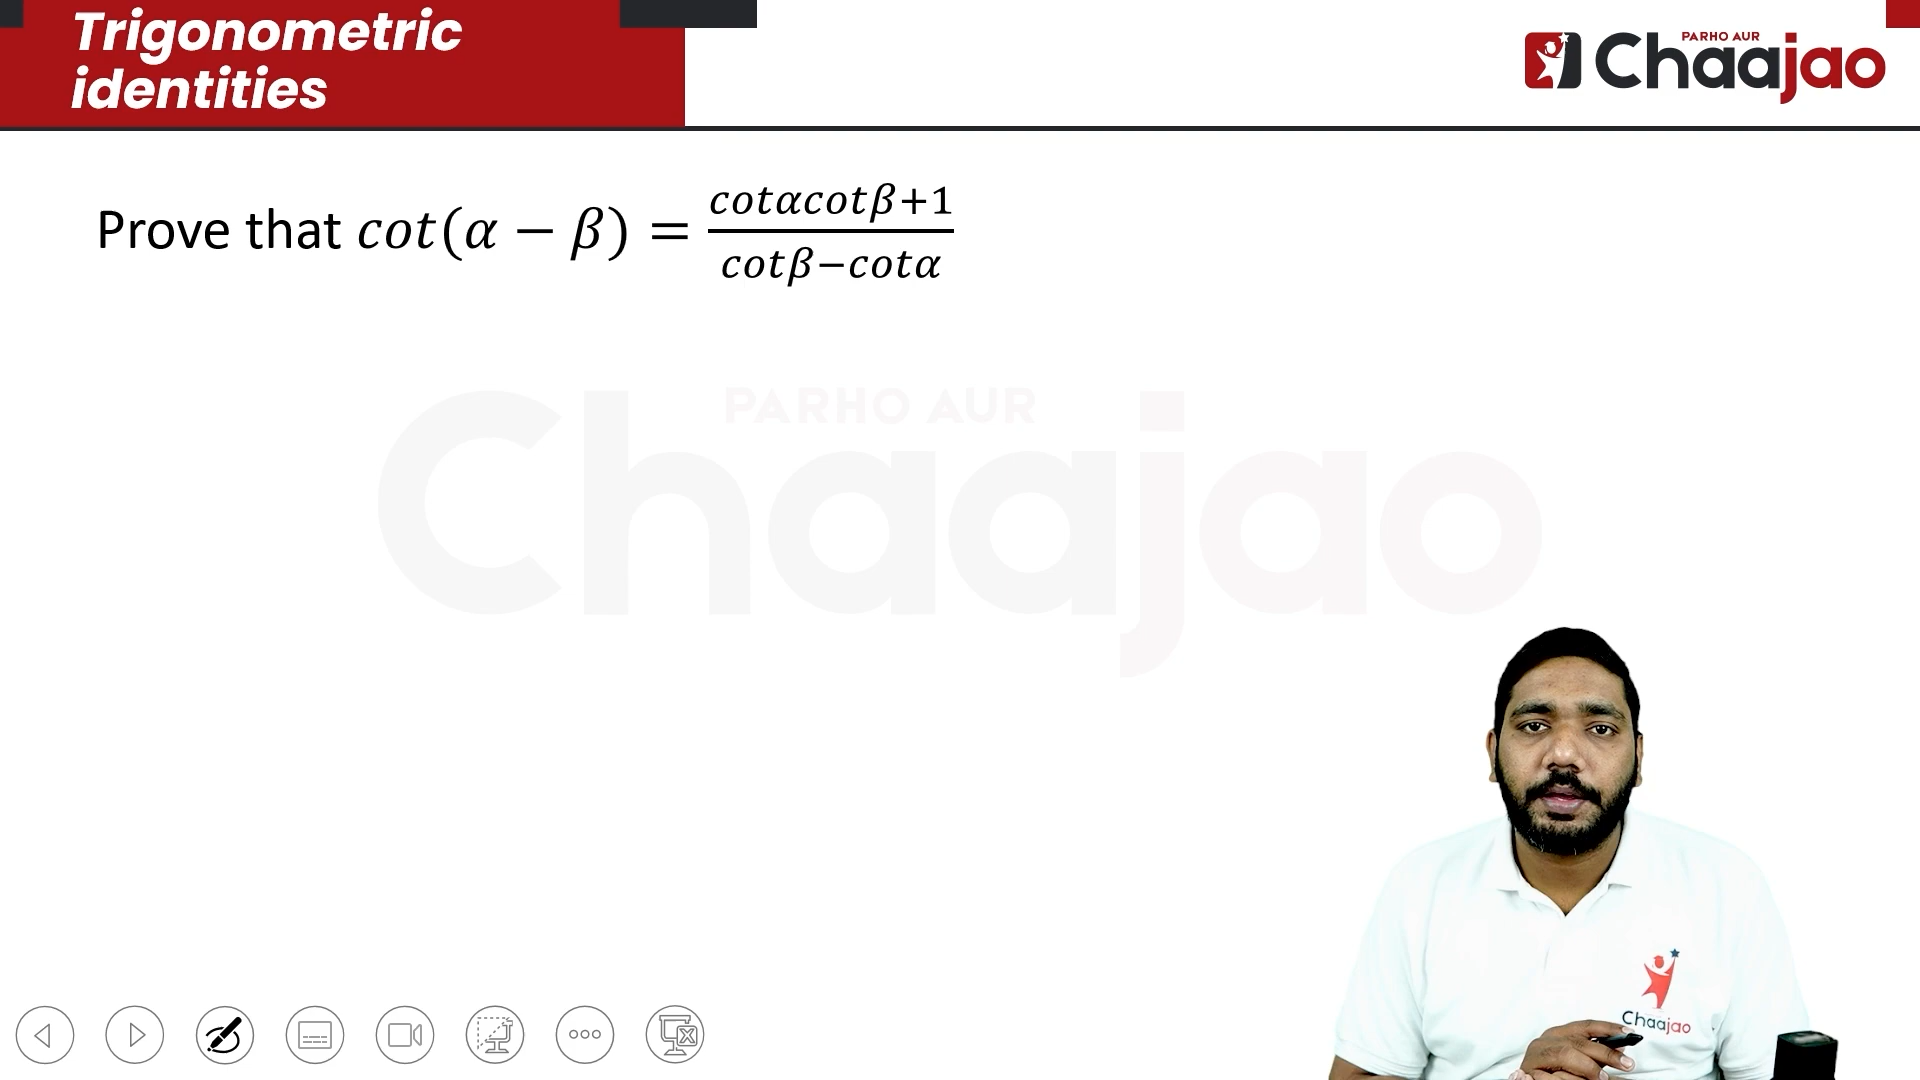 Trigonometric
identities
PARHO AUR
Chaajao
Prove that cot(α − β) = cotαcotβ+1 / cotβ−cotα
PARHO AUR
Chaajao
Chaajao